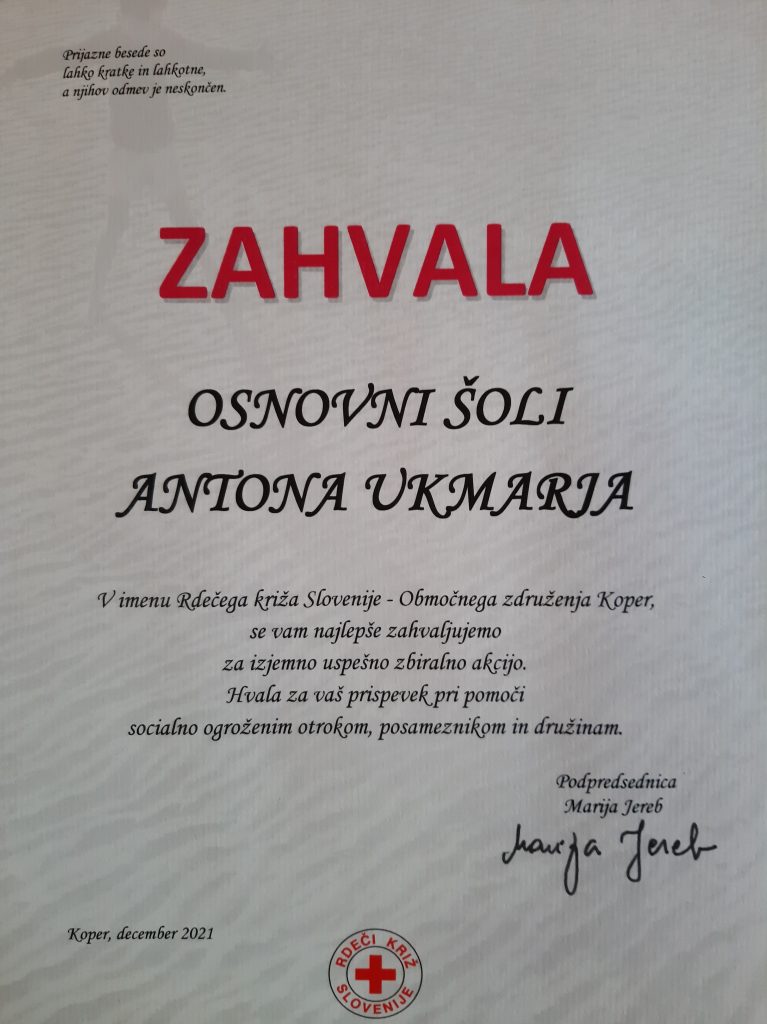 Prijazne besede so
lahko kratke in lahkotne,
a njihov odmev je neskončen.
ZAHVALA
OSNOVNI ŠOLI
ANTONA UKMARJA
V imenu Rdečega križa Slovenije - Območnega združenja Koper,
se vam najlepše zahvaljujemo
za izjemno uspešno zbiralno akcijo.
Hvala za vaš prispevek pri pomoči
socialno ogroženim otrokom, posameznikom in družinam.
Podpredsednica
Marija Jereb
Marija Jereb
Koper, december 2021
RDEČI KRIŽ
SLOVENIJE